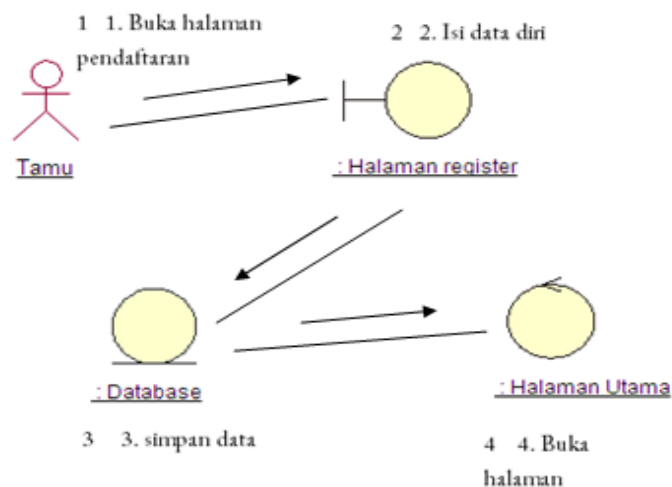 1 1. Buka halaman
pendaftaran
2 2. Isi data diri
Tamu
: Halaman register
: Database
: Halaman Utama
3 3. simpan data
4 4. Buka
halaman